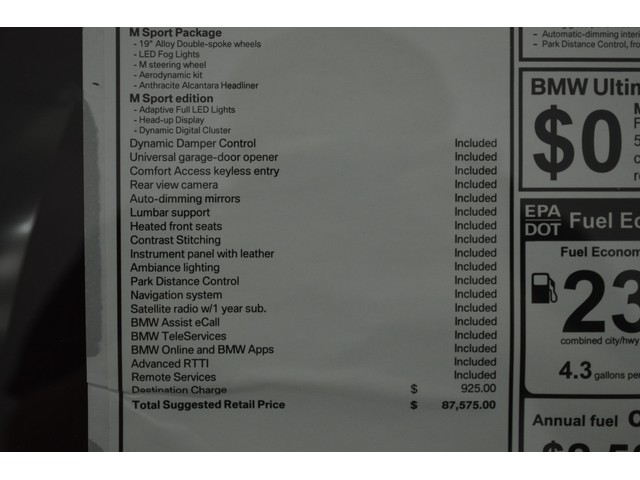 M Sport Package
- 19" Alloy Double-spoke wheels
- LED Fog Lights
- M steering wheel
- Aerodynamic kit
- Anthracite Alcantara Headliner
M Sport edition
- Adaptive Full LED Lights
- Head-up Display
- Dynamic Digital Cluster
Dynamic Damper Control Included
Universal garage-door opener Included
Comfort Access keyless entry Included
Rear view camera Included
Auto-dimming mirrors Included
Lumbar support Included
Heated front seats Included
Contrast Stitching Included
Instrument panel with leather Included
Ambiance lighting Included
Park Distance Control Included
Navigation system Included
Satellite radio w/1 year sub. Included
BMW Assist eCall Included
BMW TeleServices Included
BMW Online and BMW Apps Included
Advanced RTTI Included
Remote Services Included
Destination Charge $ 925.00
Total Suggested Retail Price $ 87,575.00
- Automatic-dimming interi
- Park Distance Control, fro
BMW Ultim
$0
EPA
DOT Fuel Ec
Fuel Econom
23
combined city/hwy
4.3 gallons per
Annual fuel